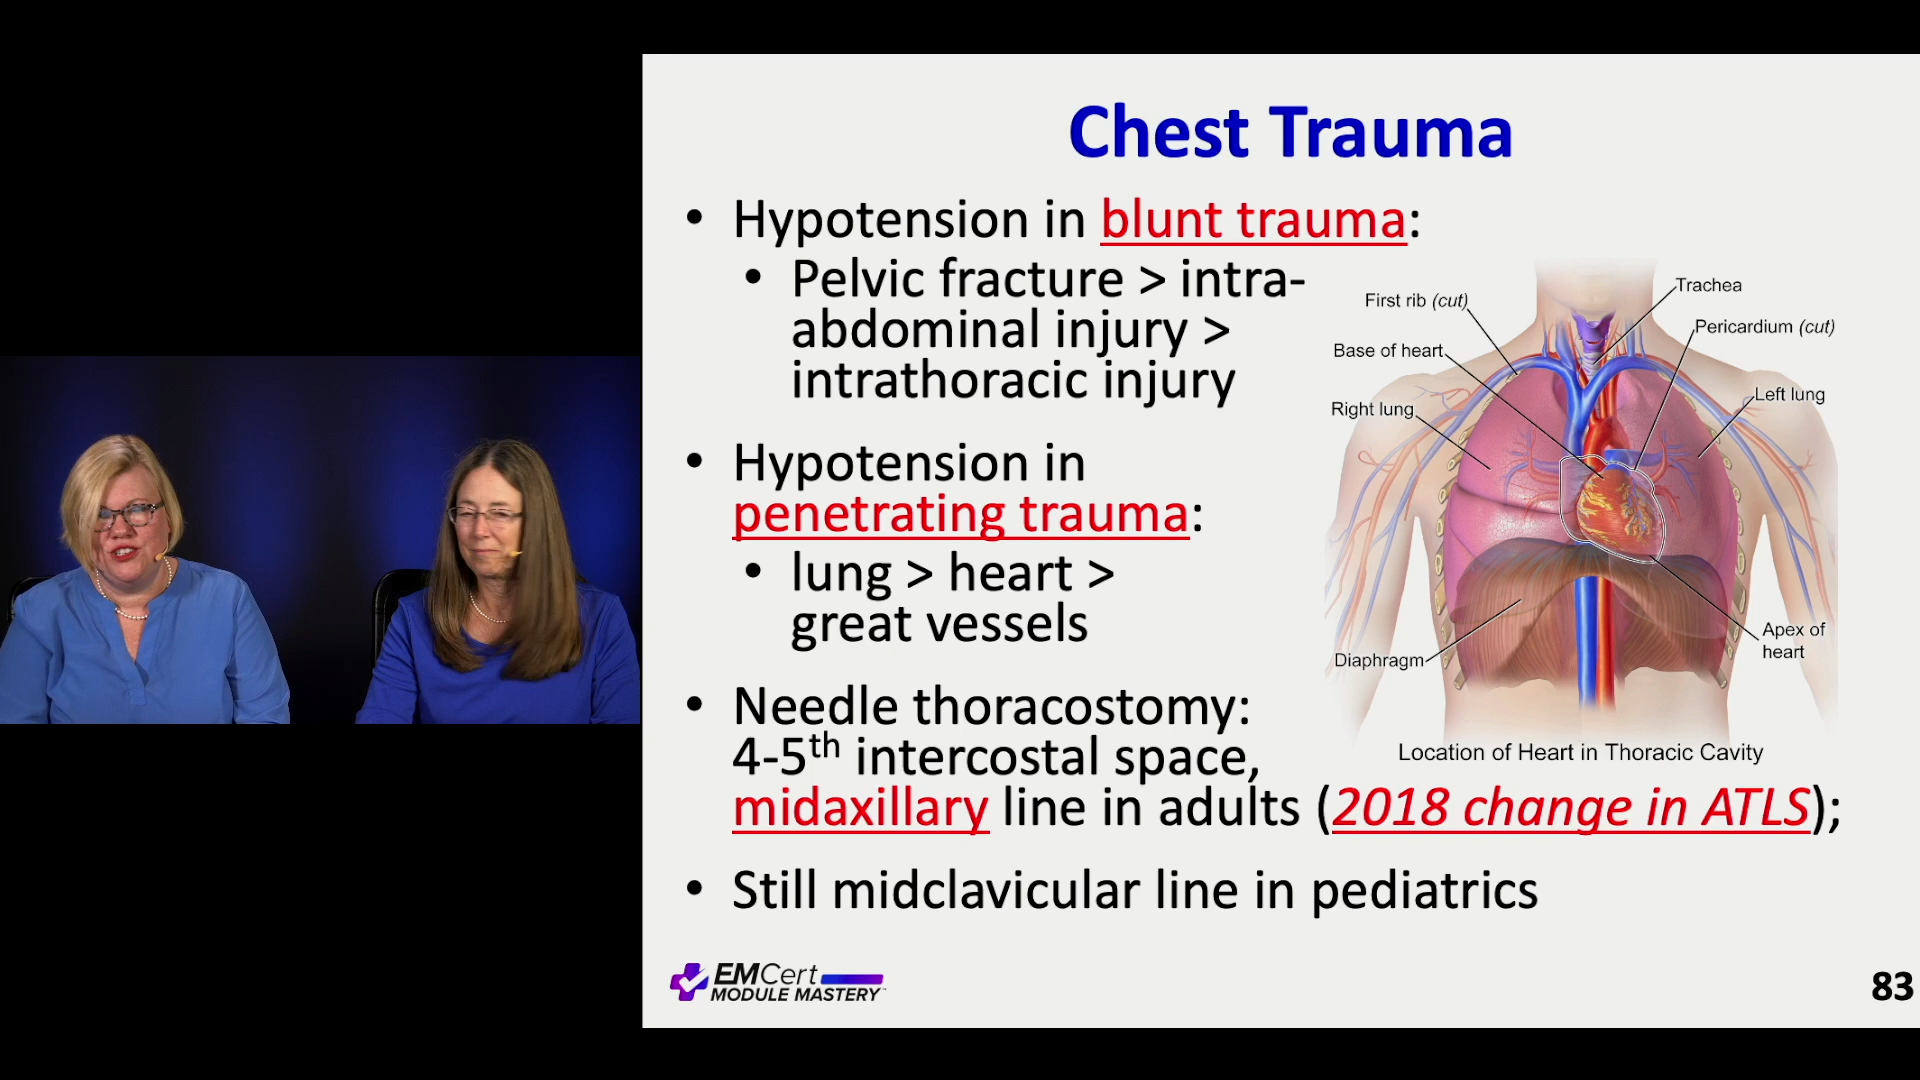 Chest Trauma
• Hypotension in blunt trauma:
• Pelvic fracture > intra-
abdominal injury >
intrathoracic injury
• Hypotension in
penetrating trauma:
• lung > heart >
great vessels
• Needle thoracostomy:
4-5th intercostal space,
midaxillary line in adults (2018 change in ATLS);
• Still midclavicular line in pediatrics
First rib (cut)
Trachea
Pericardium (cut)
Base of heart
Left lung
Right lung
Apex of
heart
Diaphragm
Location of Heart in Thoracic Cavity
EMCert
MODULE MASTERY™
83